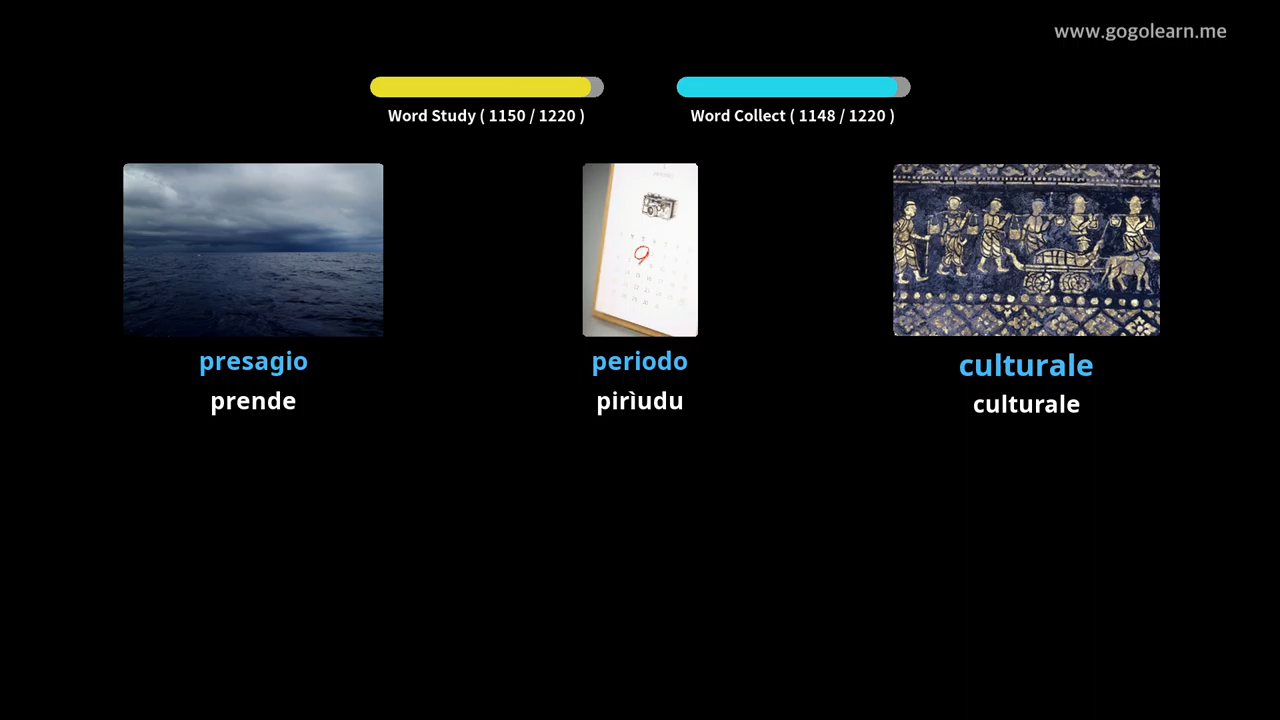 www.gogolearn.me
Word Study ( 1150 / 1220 )
Word Collect ( 1148 / 1220 )
presagio
prende
periodo
pirìudu
culturale
culturale